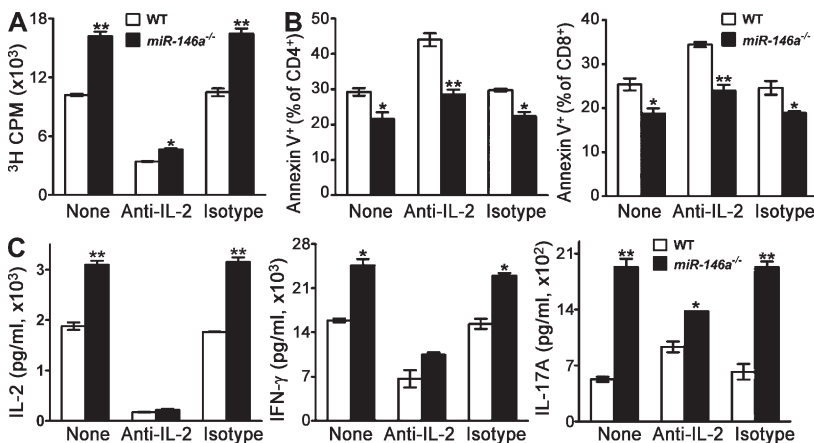 A
18
12
6
0
³H CPM (x10³)
WT
miR-146a⁻/⁻
** * **
None Anti-IL-2 Isotype
B
50
40
30
20
10
0
Annexin V⁺ (% of CD4⁺)
* ** *
None Anti-IL-2 Isotype
40
30
20
10
0
Annexin V⁺ (% of CD8⁺)
WT
miR-146a⁻/⁻
* ** *
None Anti-IL-2 Isotype
C
3
2
1
0
IL-2 (pg/ml, x10³)
WT
miR-146a⁻/⁻
** **
None Anti-IL-2 Isotype
28
21
14
7
0
IFN-γ (pg/ml, x10³)
* *
None Anti-IL-2 Isotype
21
14
7
0
IL-17A (pg/ml, x10²)
WT
miR-146a⁻/⁻
** * **
None Anti-IL-2 Isotype